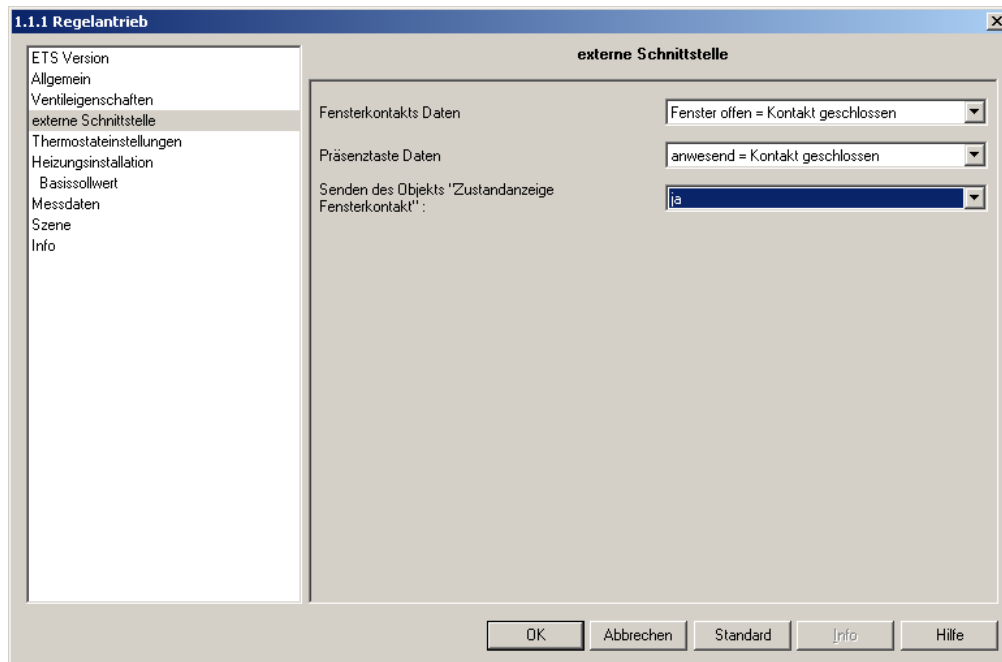 1.1.1 Regelantrieb
ETS Version
Allgemein
Ventileigenschaften
externe Schnittstelle
Thermostateinstellungen
Heizungsinstallation
Basissollwert
Messdaten
Szene
Info
externe Schnittstelle
Fensterkontakts Daten
Fenster offen = Kontakt geschlossen
Präsenztaste Daten
anwesend = Kontakt geschlossen
Senden des Objekts "Zustandanzeige
Fensterkontakt" :
ja
OK
Abbrechen
Standard
Info
Hilfe